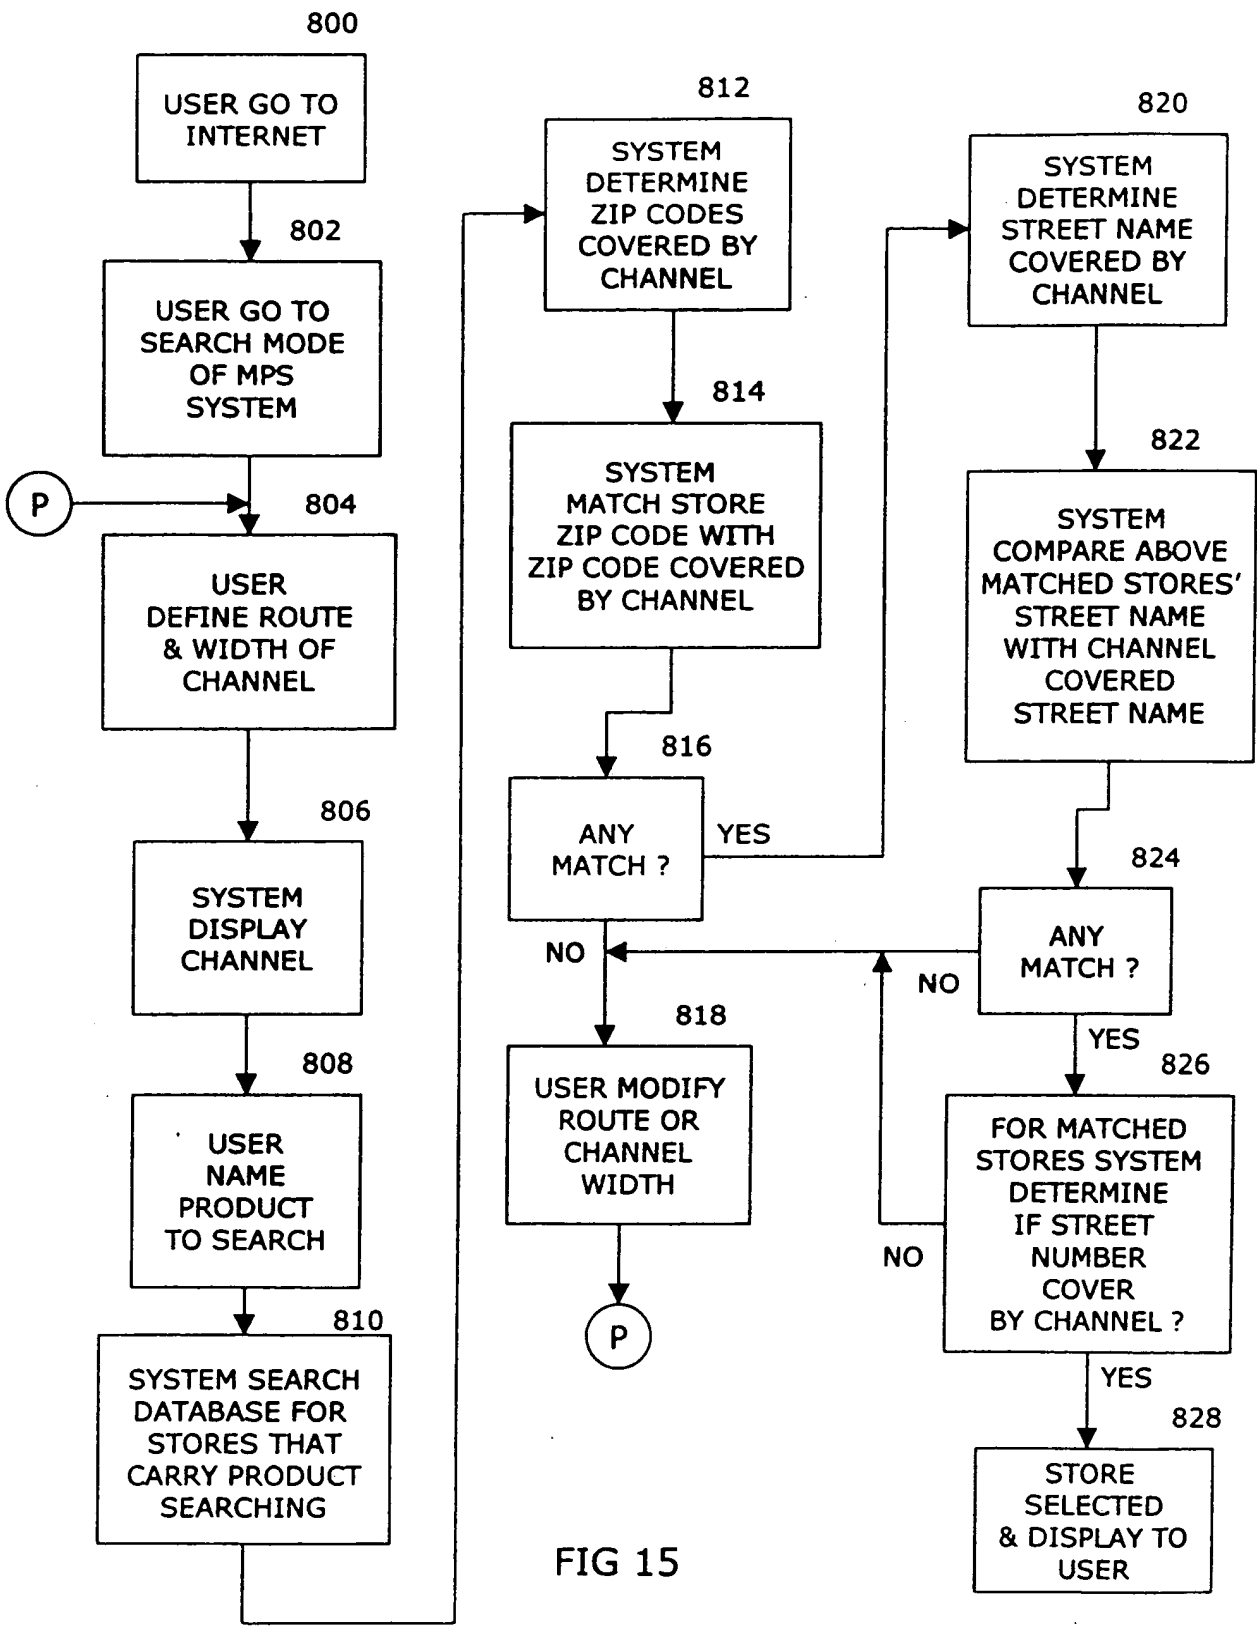 800
USER GO TO
INTERNET
802
USER GO TO
SEARCH MODE
OF MPS
SYSTEM
P
804
USER
DEFINE ROUTE
& WIDTH OF
CHANNEL
806
SYSTEM
DISPLAY
CHANNEL
808
USER
NAME
PRODUCT
TO SEARCH
810
SYSTEM SEARCH
DATABASE FOR
STORES THAT
CARRY PRODUCT
SEARCHING
812
SYSTEM
DETERMINE
ZIP CODES
COVERED BY
CHANNEL
814
SYSTEM
MATCH STORE
ZIP CODE WITH
ZIP CODE COVERED
BY CHANNEL
816
ANY
MATCH ?
YES
NO
818
USER MODIFY
ROUTE OR
CHANNEL
WIDTH
P
820
SYSTEM
DETERMINE
STREET NAME
COVERED BY
CHANNEL
822
SYSTEM
COMPARE ABOVE
MATCHED STORES’
STREET NAME
WITH CHANNEL
COVERED
STREET NAME
824
ANY
MATCH ?
NO
YES
826
FOR MATCHED
STORES SYSTEM
DETERMINE
IF STREET
NUMBER
COVER
BY CHANNEL ?
NO
YES
828
STORE
SELECTED
& DISPLAY TO
USER
FIG 15